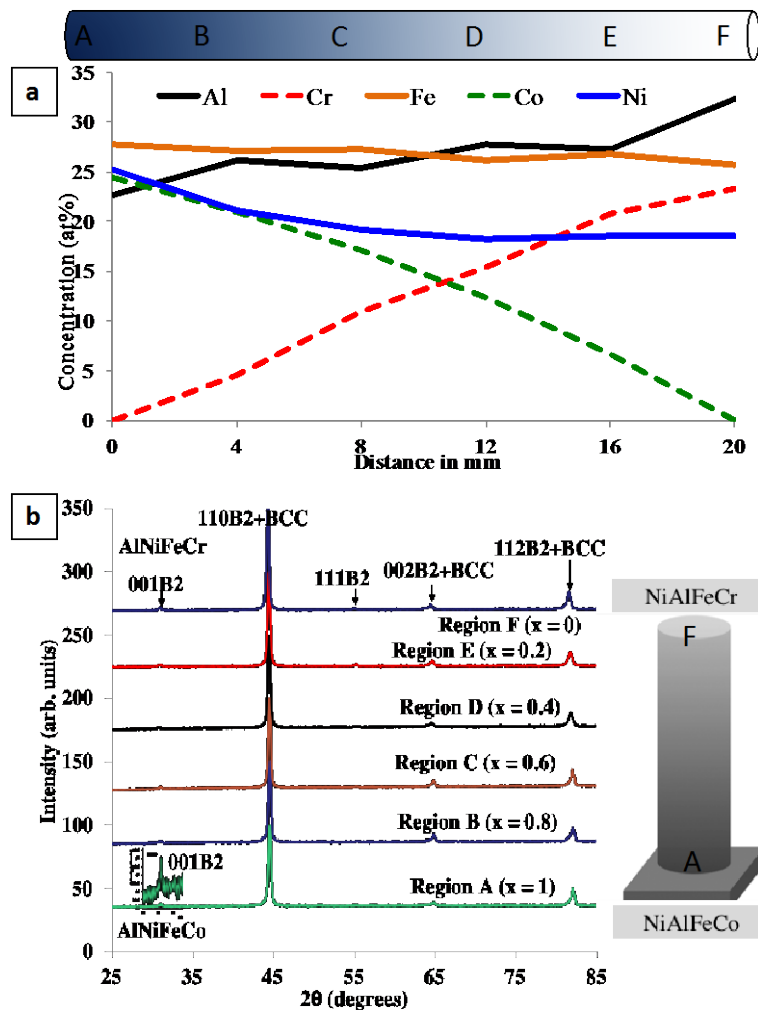 A B C D E F
a
Al Cr Fe Co Ni
35
30
25
20
15
10
5
0
Concentration (at%)
0 4 8 12 16 20
Distance in mm
b
350
300
250
200
150
100
50
0
Intensity (arb. units)
110B2+BCC
AlNiFeCr
001B2
111B2
002B2+BCC
112B2+BCC
Region F (x = 0)
Region E (x = 0.2)
Region D (x = 0.4)
Region C (x = 0.6)
Region B (x = 0.8)
001B2
Region A (x = 1)
AlNiFeCo
25 35 45 55 65 75 85
2θ (degrees)
NiAlFeCr
F
A
NiAlFeCo